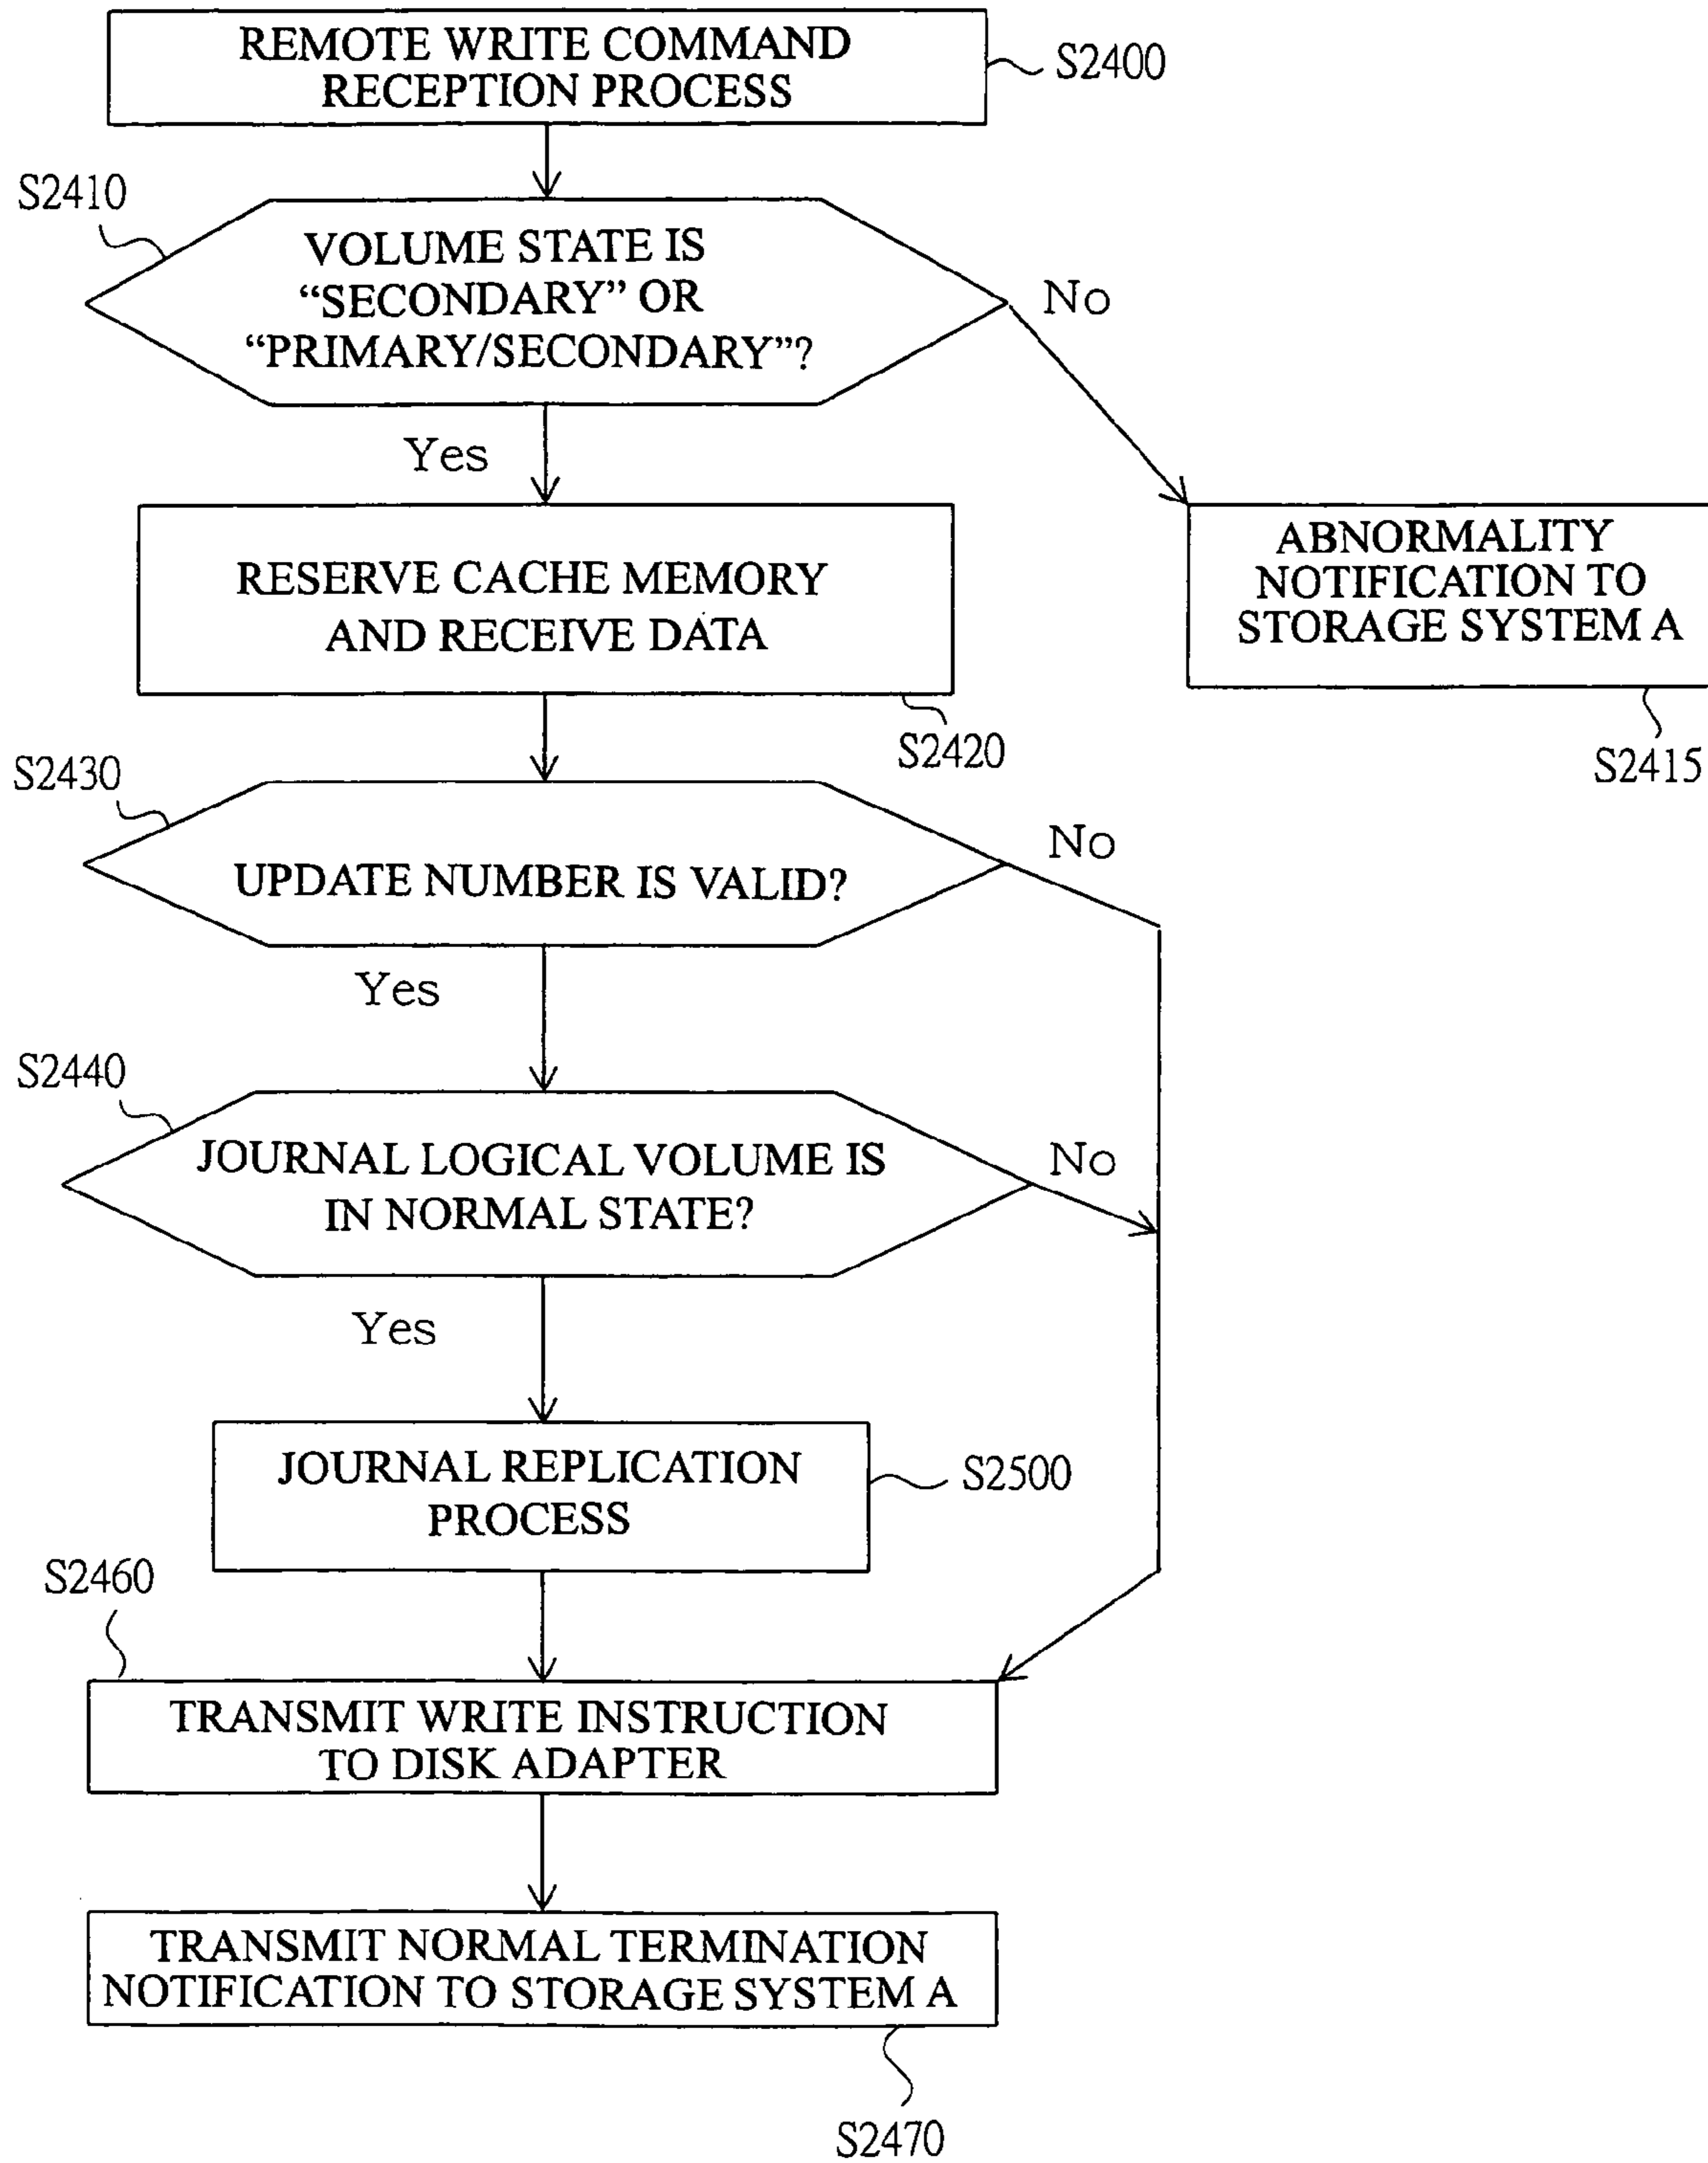 REMOTE WRITE COMMAND
RECEPTION PROCESS
S2400
S2410
VOLUME STATE IS
“SECONDARY” OR
“PRIMARY/SECONDARY”?
No
Yes
RESERVE CACHE MEMORY
AND RECEIVE DATA
S2420
ABNORMALITY
NOTIFICATION TO
STORAGE SYSTEM A
S2415
S2430
UPDATE NUMBER IS VALID?
No
Yes
S2440
JOURNAL LOGICAL VOLUME IS
IN NORMAL STATE?
No
Yes
JOURNAL REPLICATION
PROCESS
S2500
S2460
TRANSMIT WRITE INSTRUCTION
TO DISK ADAPTER
TRANSMIT NORMAL TERMINATION
NOTIFICATION TO STORAGE SYSTEM A
S2470